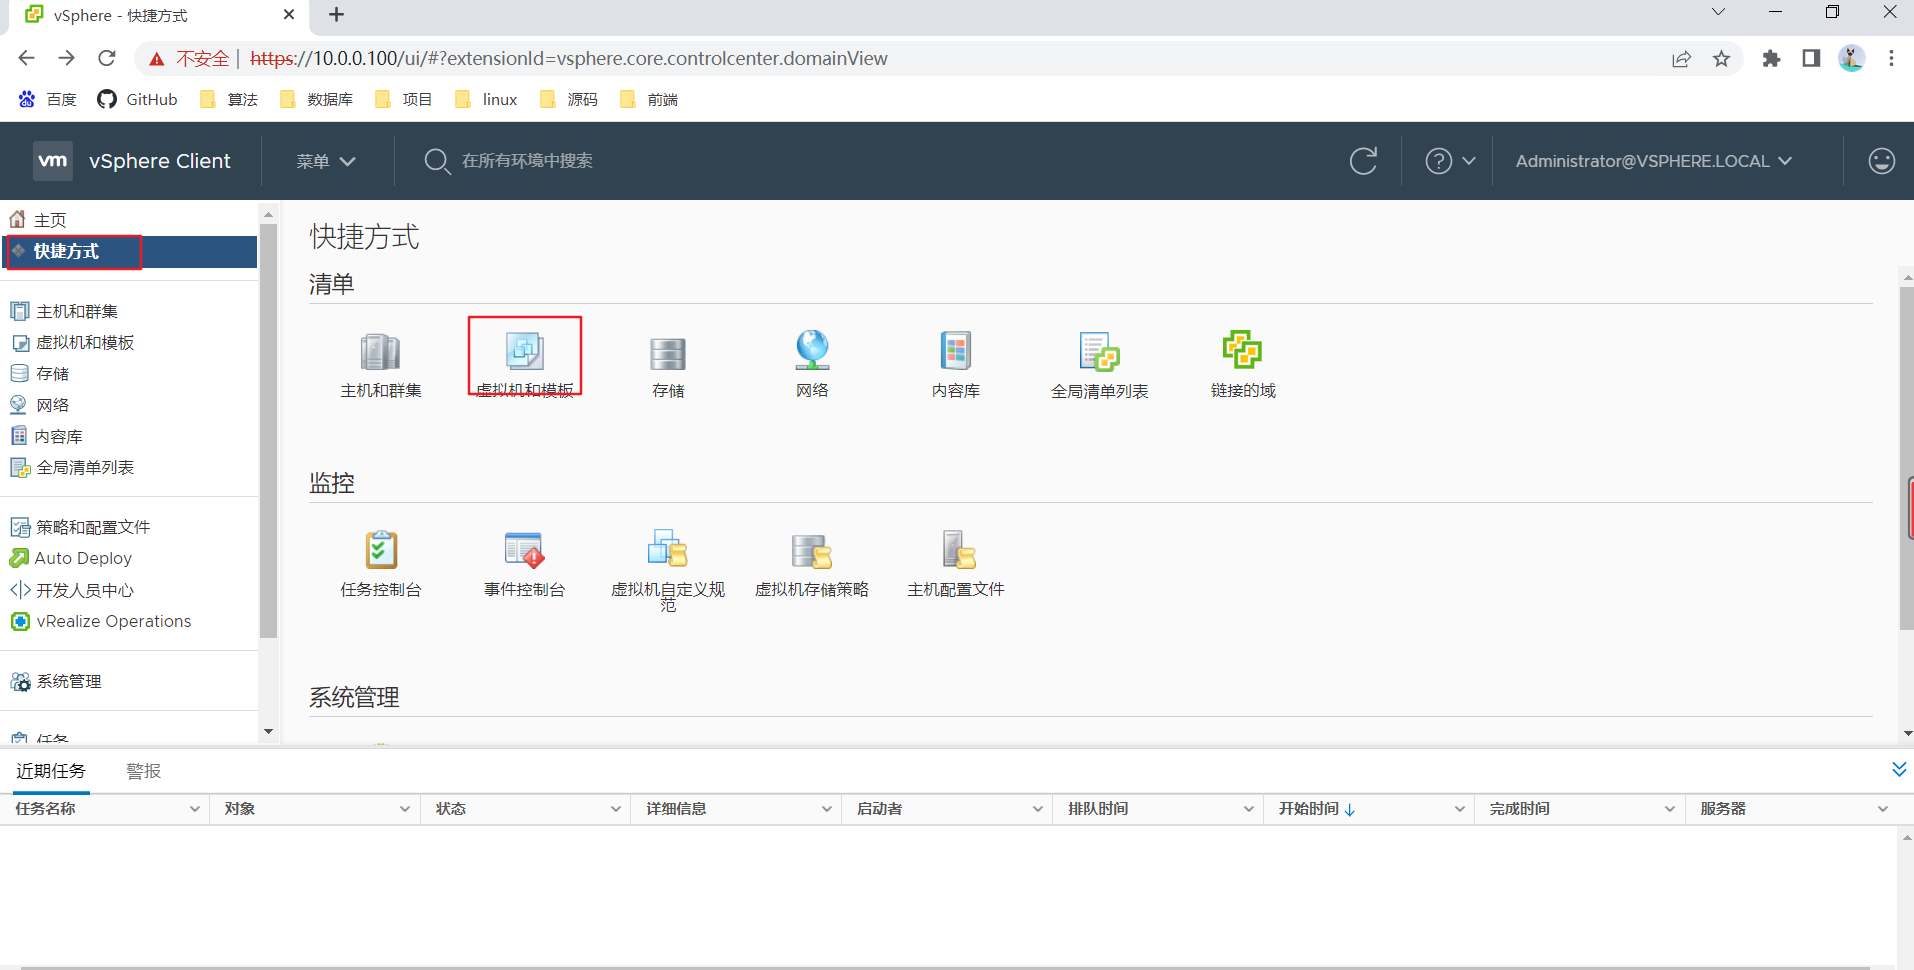 vSphere - 快捷方式
不安全 | https://10.0.0.100/ui/#?extensionId=vsphere.core.controlcenter.domainView
百度 GitHub 算法 数据库 项目 linux 源码 前端
vm vSphere Client 菜单 在所有环境中搜索 Administrator@VSPHERE.LOCAL
主页
快捷方式
主机和群集
虚拟机和模板
存储
网络
内容库
全局清单列表
策略和配置文件
Auto Deploy
开发人员中心
vRealize Operations
系统管理
任务
快捷方式
清单
主机和群集 虚拟机和模板 存储 网络 内容库 全局清单列表 链接的域
监控
任务控制台 事件控制台 虚拟机自定义规 虚拟机存储策略 主机配置文件
范
系统管理
近期任务 警报
任务名称 对象 状态 详细信息 启动者 排队时间 开始时间 ↓ 完成时间 服务器